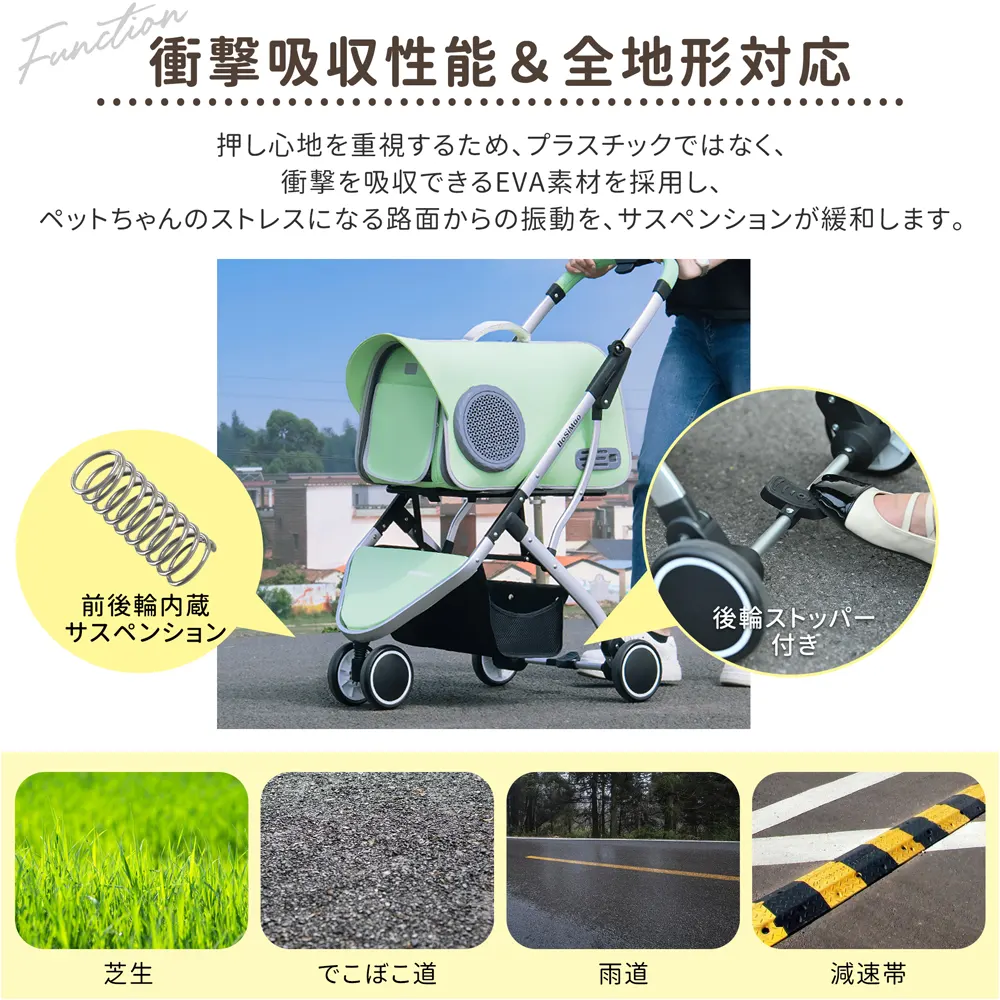 Function
衝撃吸収性能＆全地形対応
押し心地を重視するため、プラスチックではなく、
衝撃を吸収できるEVA素材を採用し、
ペットちゃんのストレスになる路面からの振動を、サスペンションが緩和します。
BoSiMao
前後輪内蔵
サスペンション
後輪ストッパー
付き
芝生
でこぼこ道
雨道
減速帯